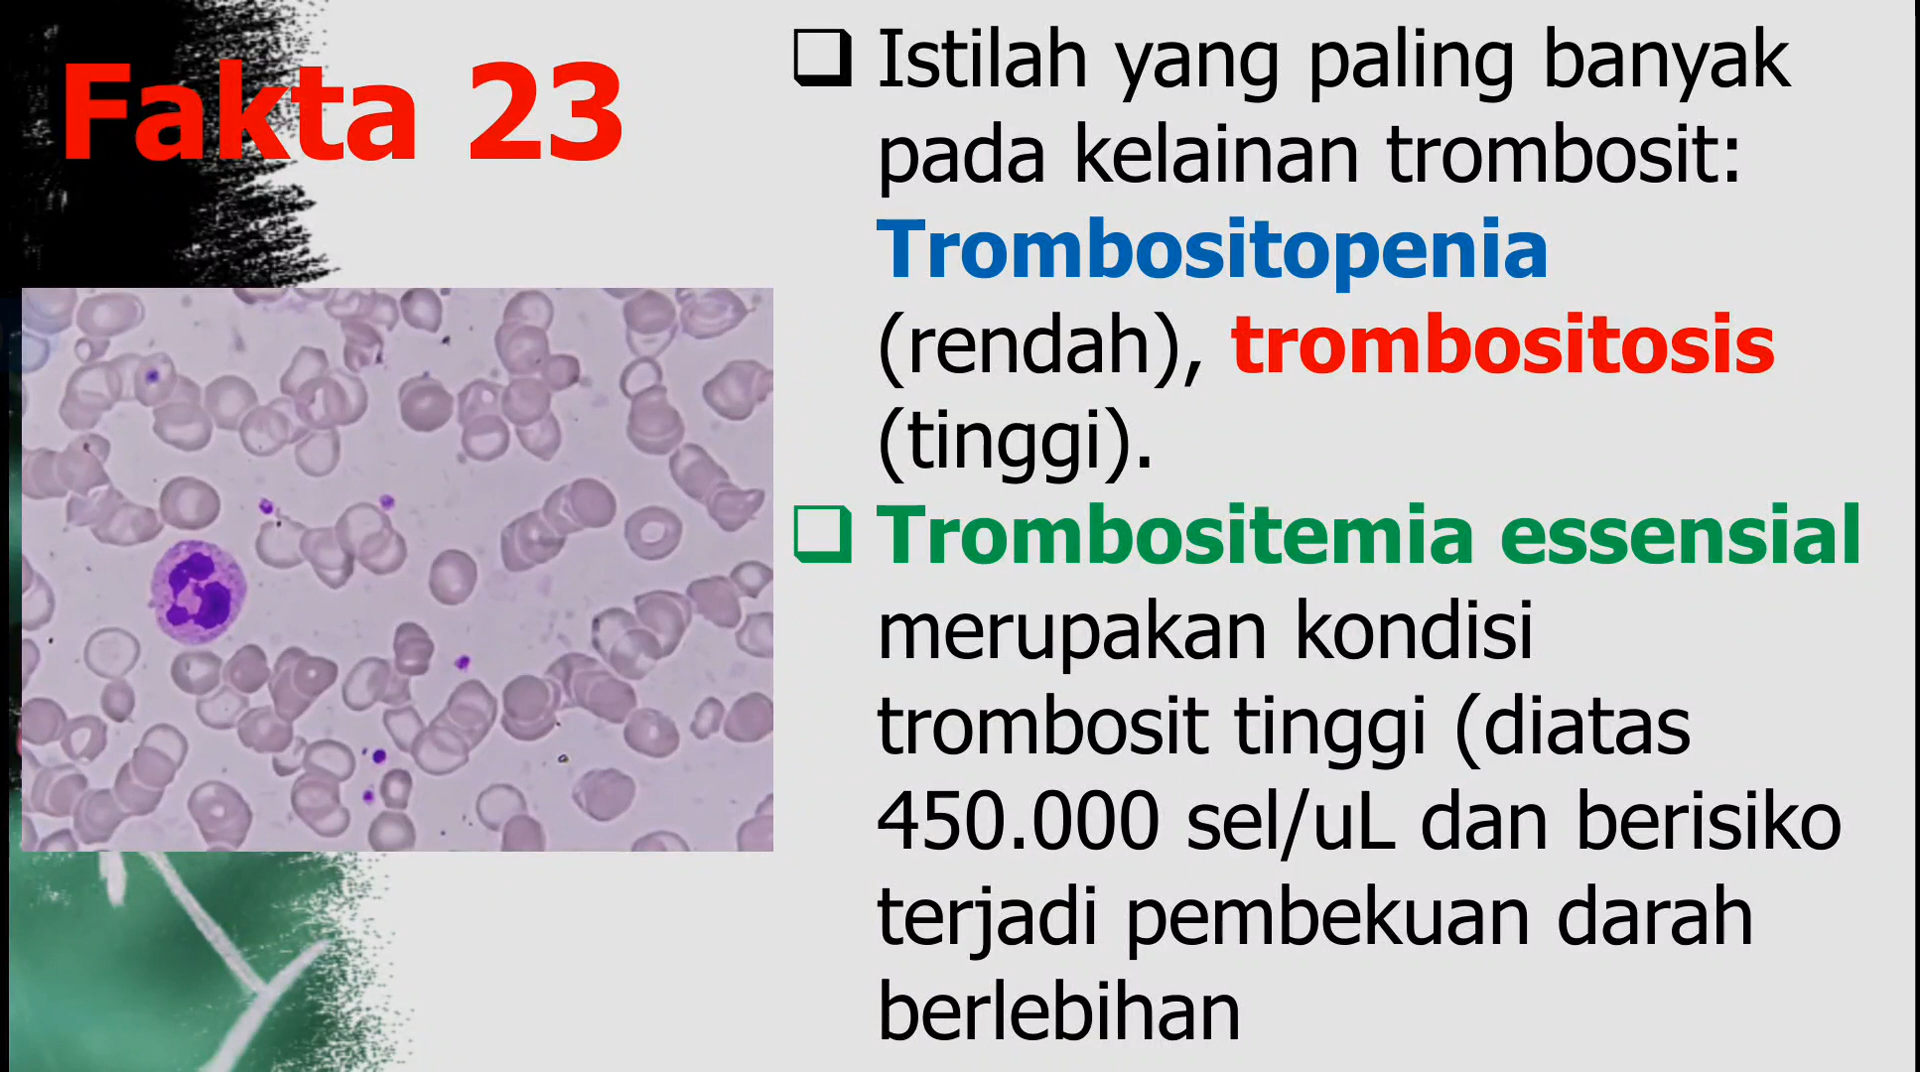 Fakta 23
Istilah yang paling banyak
pada kelainan trombosit:
Trombositopenia
(rendah), trombositosis
(tinggi).
Trombositemia essensial
merupakan kondisi
trombosit tinggi (diatas
450.000 sel/uL dan berisiko
terjadi pembekuan darah
berlebihan